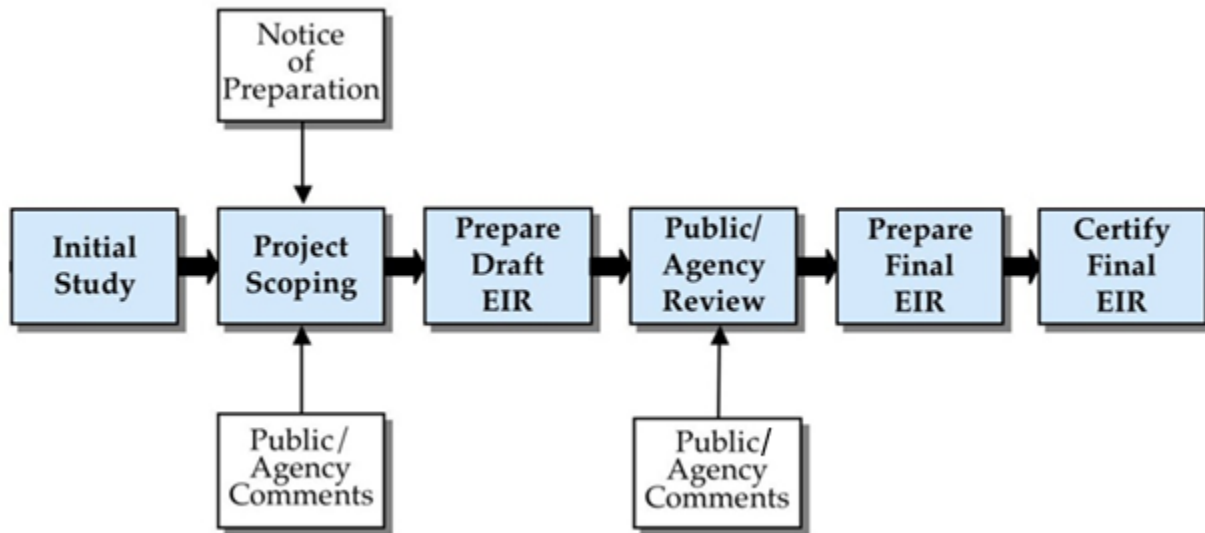 Notice
of
Preparation
Initial
Study
Project
Scoping
Prepare
Draft
EIR
Public/
Agency
Review
Prepare
Final
EIR
Certify
Final
EIR
Public/
Agency
Comments
Public/
Agency
Comments